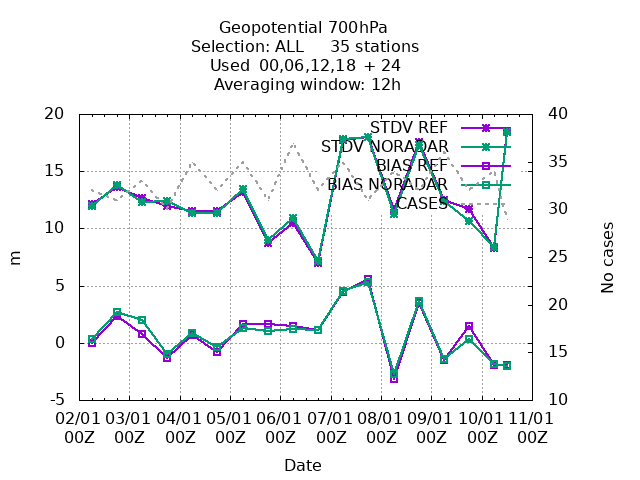 Geopotential 700hPa
Selection: ALL     35 stations
Used 00,06,12,18 + 24
Averaging window: 12h
STDV REF
STDV NORADAR
BIAS REF
BIAS NORADAR
CASES
20
15
10
5
0
-5
m
40
35
30
25
20
15
10
No cases
02/01 03/01 04/01 05/01 06/01 07/01 08/01 09/01 10/01 11/01
00Z 00Z 00Z 00Z 00Z 00Z 00Z 00Z 00Z 00Z
Date